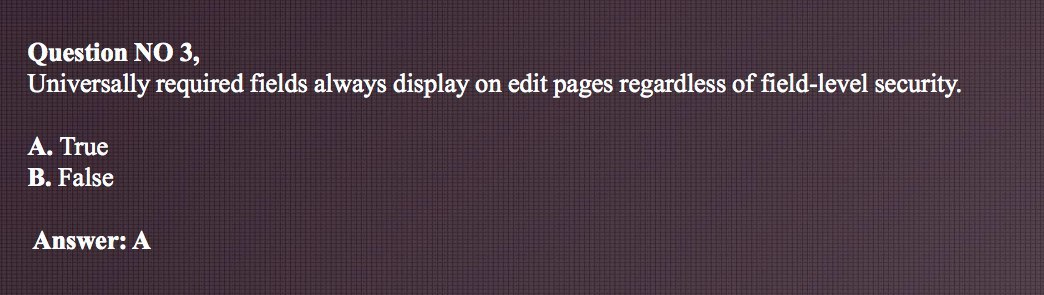 Question NO 3,
Universally required fields always display on edit pages regardless of field-level security.
A. True
B. False
Answer: A